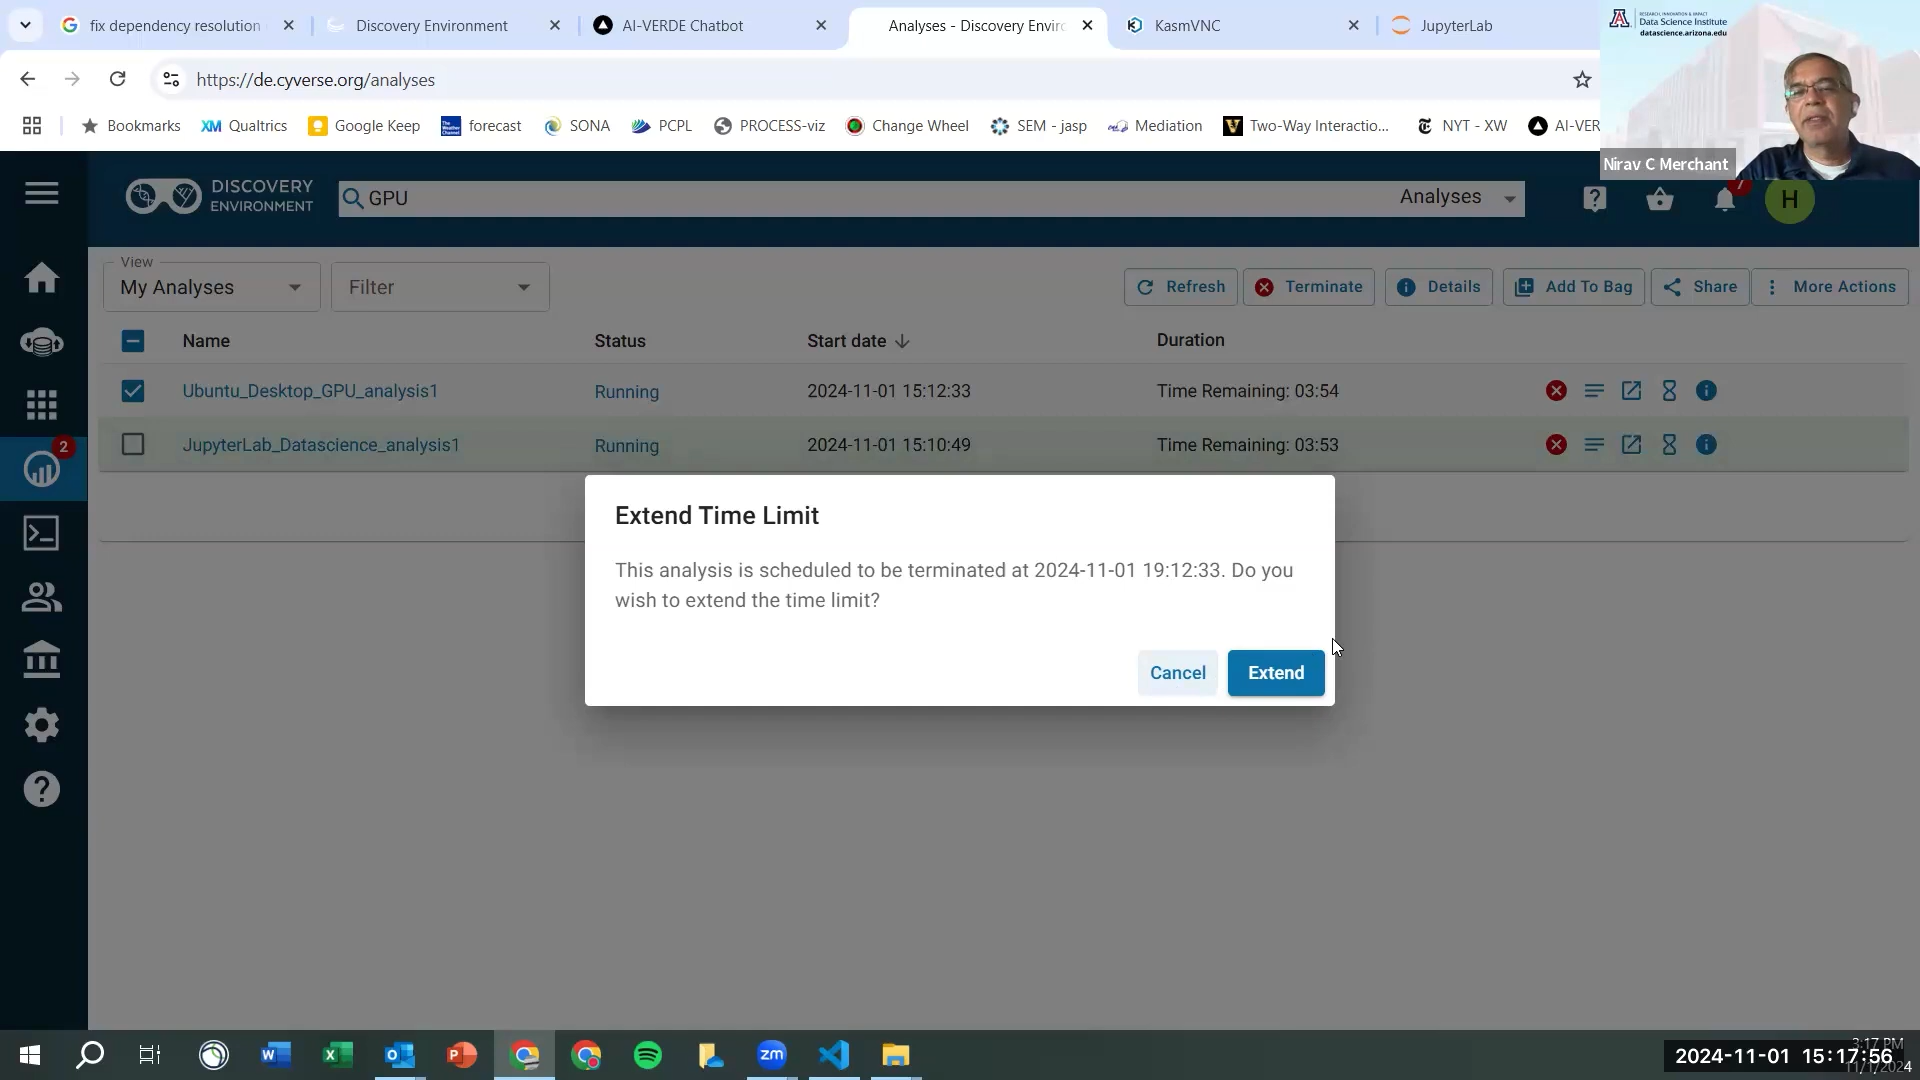 fix dependency resolution
Discovery Environment
AI-VERDE Chatbot
Analyses - Discovery Enviro
KasmVNC
JupyterLab
https://de.cyverse.org/analyses
Bookmarks
XM Qualtrics
Google Keep
forecast
SONA
PCPL
PROCESS-viz
Change Wheel
SEM - jasp
Mediation
Two-Way Interactio...
NYT - XW
AI-VER
RESEARCH, INNOVATION & IMPACT
Data Science Institute
datascience.arizona.edu
Nirav C Merchant
DISCOVERY
ENVIRONMENT
GPU
Analyses
7
H
View
My Analyses
Filter
Refresh
Terminate
Details
Add To Bag
Share
More Actions
Name
Status
Start date
Duration
Ubuntu_Desktop_GPU_analysis1
Running
2024-11-01 15:12:33
Time Remaining: 03:54
JupyterLab_Datascience_analysis1
Running
2024-11-01 15:10:49
Time Remaining: 03:53
2
Extend Time Limit
This analysis is scheduled to be terminated at 2024-11-01 19:12:33. Do you
wish to extend the time limit?
Cancel
Extend
zm
3:17 PM
2024-11-01 15:17:56
11/1/2024